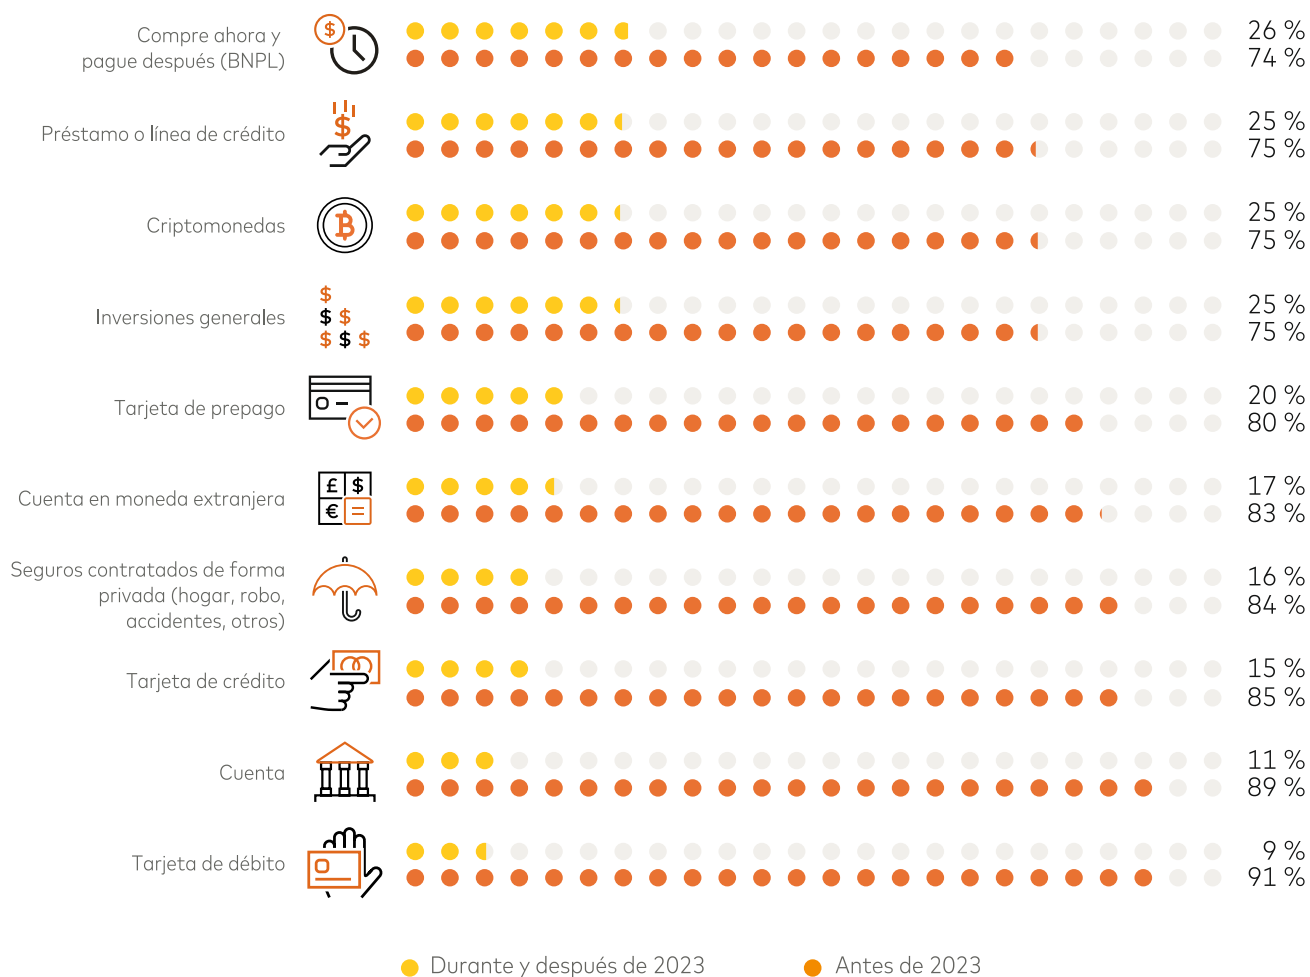 Compre ahora y
pague después (BNPL)
26 %
74 %
Préstamo o línea de crédito
25 %
75 %
Criptomonedas
25 %
75 %
Inversiones generales
25 %
75 %
Tarjeta de prepago
20 %
80 %
Cuenta en moneda extranjera
17 %
83 %
Seguros contratados de forma
privada (hogar, robo,
accidentes, otros)
16 %
84 %
Tarjeta de crédito
15 %
85 %
Cuenta
11 %
89 %
Tarjeta de débito
9 %
91 %
Durante y después de 2023
Antes de 2023